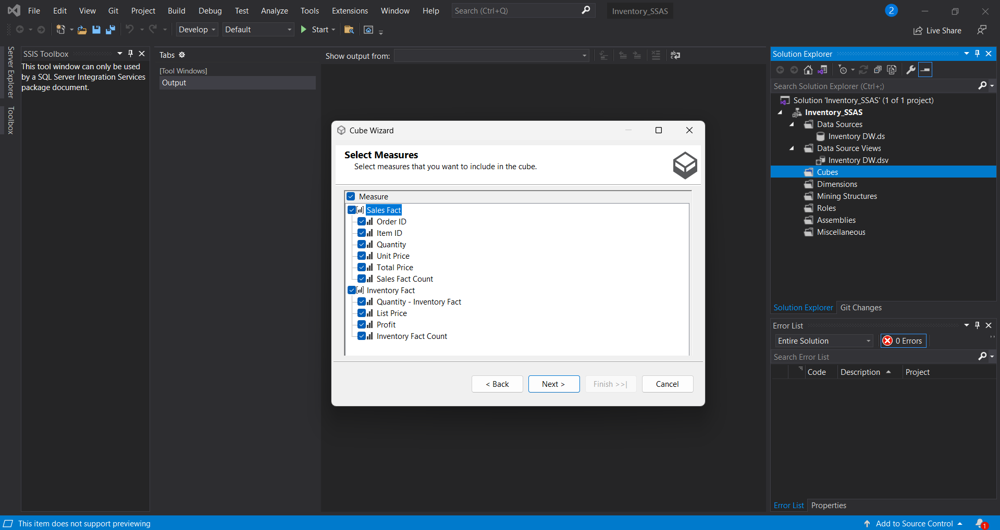 File Edit View Git Project Build Debug Test Analyze Tools Extensions Window Help Search (Ctrl+Q) Inventory_SSAS 2
Develop Default Start Live Share
Server Explorer
Toolbox
SSIS Toolbox
This tool window can only be used
by a SQL Server Integration Services
package document.
Tabs
[Tool Windows]
Output
Show output from:
Cube Wizard
Select Measures
Select measures that you want to include in the cube.
Measure
Sales Fact
Order ID
Item ID
Quantity
Unit Price
Total Price
Sales Fact Count
Inventory Fact
Quantity - Inventory Fact
List Price
Profit
Inventory Fact Count
< Back Next > Finish >>| Cancel
Solution Explorer
Search Solution Explorer (Ctrl+;)
Solution 'Inventory_SSAS' (1 of 1 project)
Inventory_SSAS
Data Sources
Inventory DW.ds
Data Source Views
Inventory DW.dsv
Cubes
Dimensions
Mining Structures
Roles
Assemblies
Miscellaneous
Solution Explorer Git Changes
Error List
Entire Solution 0 Errors
Search Error List
Code Description Project
Error List Properties
This item does not support previewing Add to Source Control 1